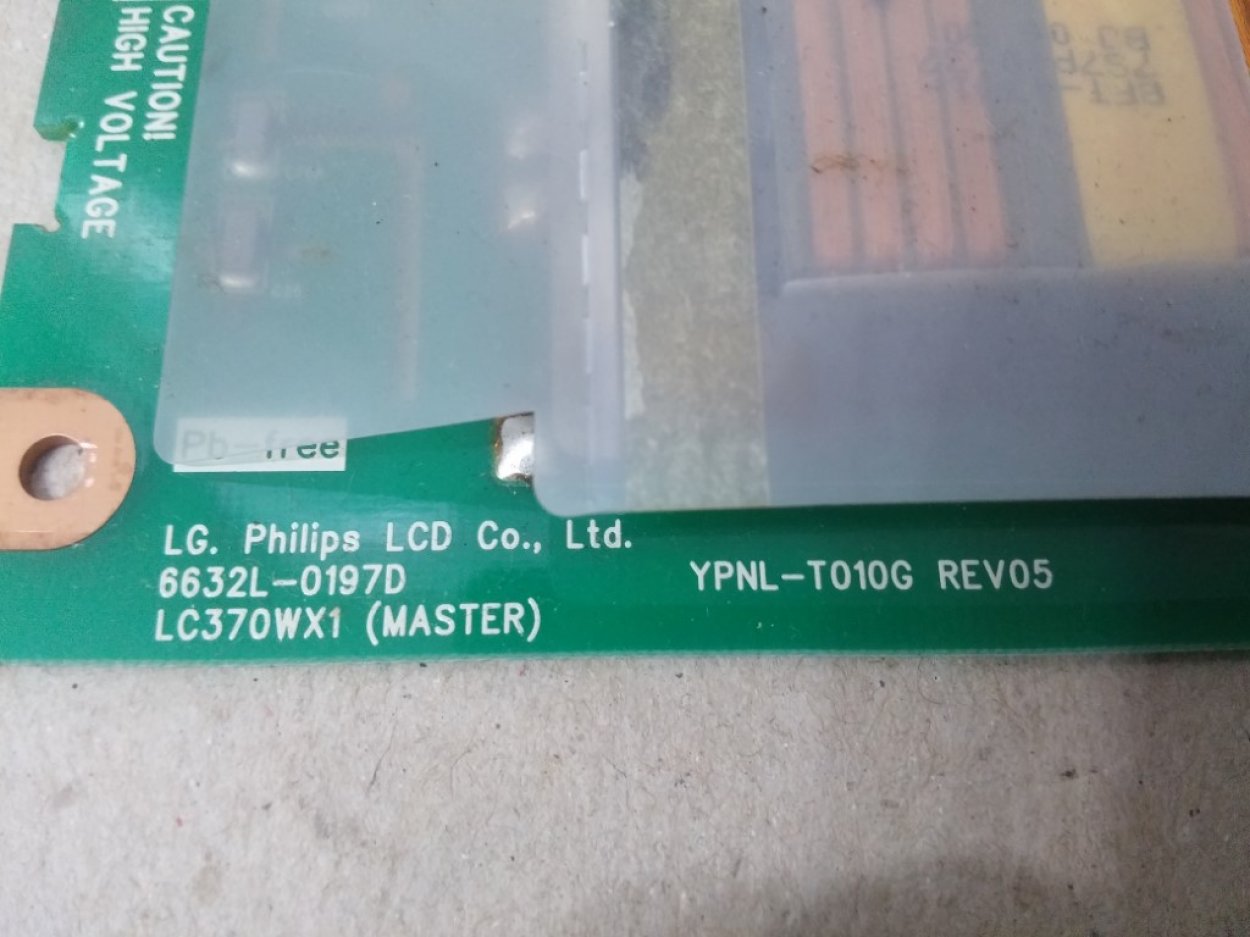 CAUTION!
HIGH VOLTAGE
Pb-free
LG. Philips LCD Co., Ltd.
6632L-0197D
LC370WX1 (MASTER)
YPNL-T010G REV05